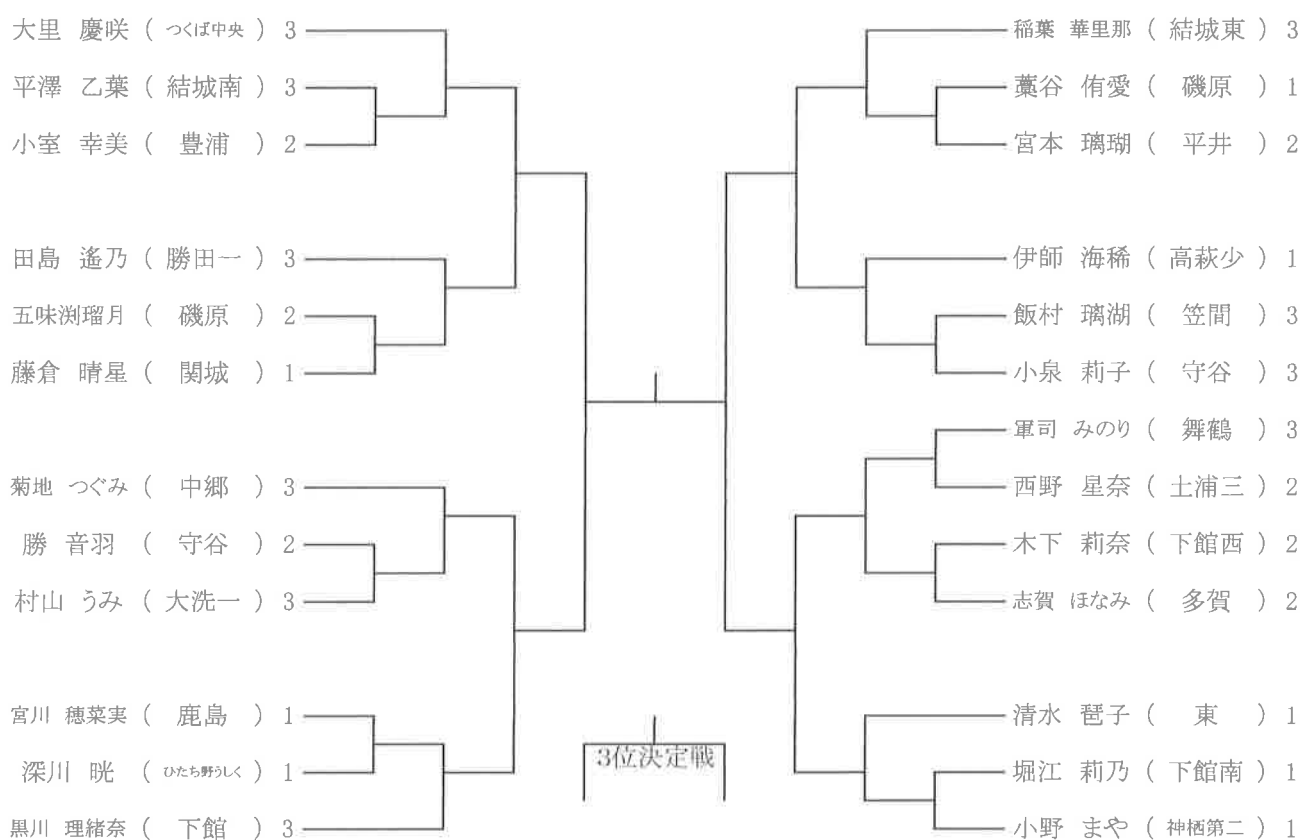 大里 慶咲 ( つくば中央 ) 3
平澤 乙葉 ( 結城南 ) 3
小室 幸美 ( 豊浦 ) 2
田島 遙乃 ( 勝田一 ) 3
五味渕瑠月 ( 磯原 ) 2
藤倉 晴星 ( 関城 ) 1
菊地 つぐみ ( 中郷 ) 3
勝 音羽 ( 守谷 ) 2
村山 うみ ( 大洗一 ) 3
宮川 穂菜実 ( 鹿島 ) 1
深川 晄 ( ひたち野うしく ) 1
黒川 理緒奈 ( 下館 ) 3
3位決定戦
稲葉 華里那 ( 結城東 ) 3
藁谷 侑愛 ( 磯原 ) 1
宮本 璃瑚 ( 平井 ) 2
伊師 海稀 ( 高萩少 ) 1
飯村 璃湖 ( 笠間 ) 3
小泉 莉子 ( 守谷 ) 3
軍司 みのり ( 舞鶴 ) 3
西野 星奈 ( 土浦三 ) 2
木下 莉奈 ( 下館西 ) 2
志賀 ほなみ ( 多賀 ) 2
清水 琶子 ( 東 ) 1
堀江 莉乃 ( 下館南 ) 1
小野 まや ( 神栖第二 ) 1